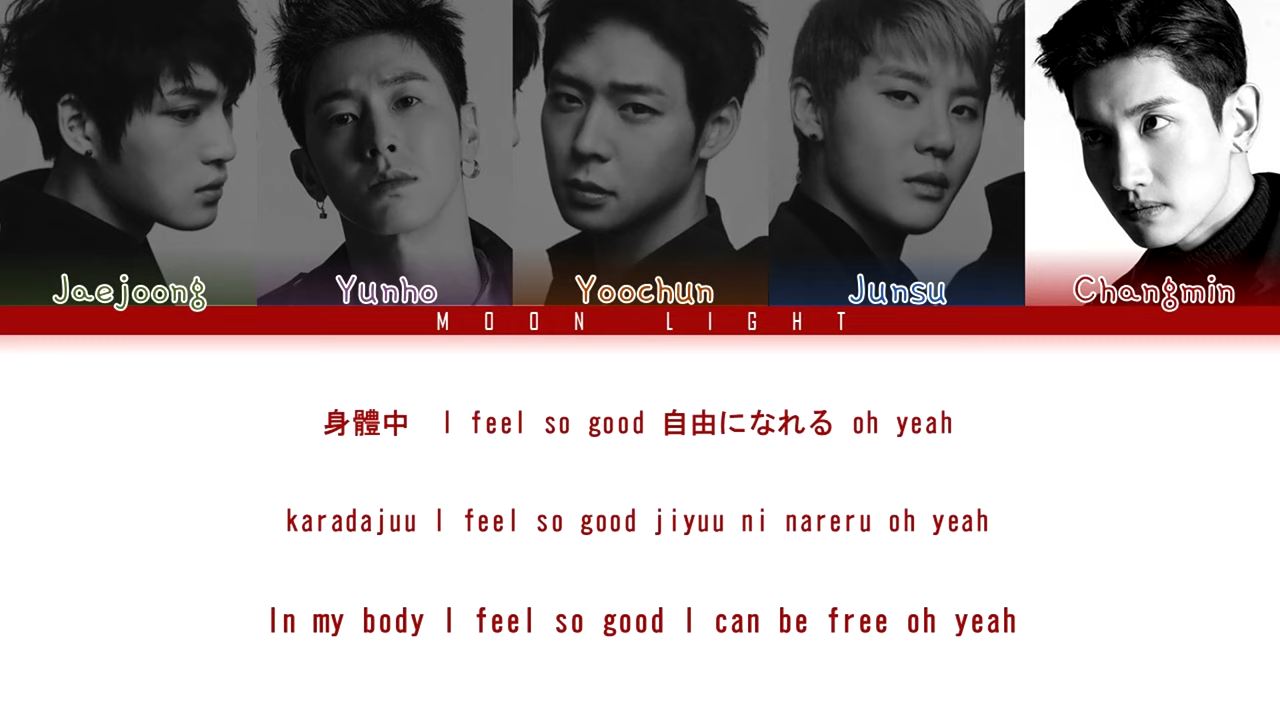 Jaejoong Yunho Yoochun Junsu Changmin
MOON LIGHT
身體中 I feel so good 自由になれる oh yeah
karadajuu I feel so good jiyuu ni nareru oh yeah
In my body I feel so good I can be free oh yeah